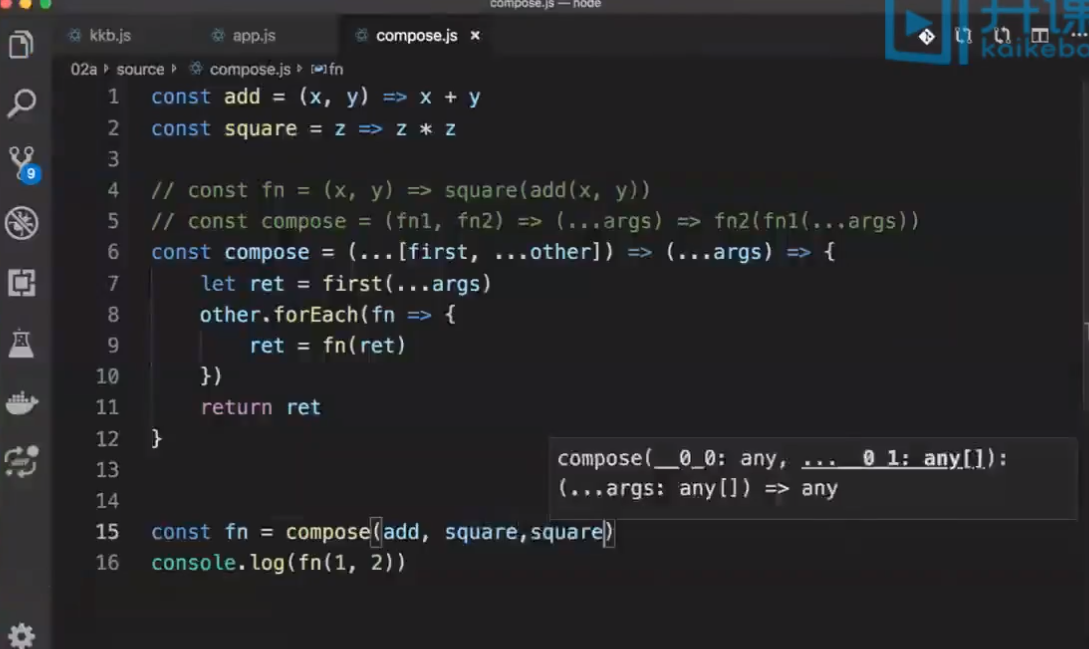 compose.js — node
开课
kaikeba
kkb.js
app.js
compose.js ×
02a › source › compose.js › fn
1 const add = (x, y) => x + y
2 const square = z => z * z
3
4 // const fn = (x, y) => square(add(x, y))
5 // const compose = (fn1, fn2) => (...args) => fn2(fn1(...args))
6 const compose = (...[first, ...other]) => (...args) => {
7 let ret = first(...args)
8 other.forEach(fn => {
9 ret = fn(ret)
10 })
11 return ret
12 }
13
14
15 const fn = compose(add, square,square)
16 console.log(fn(1, 2))
compose(__0_0: any, ...__0_1: any[]):
(...args: any[]) => any
9